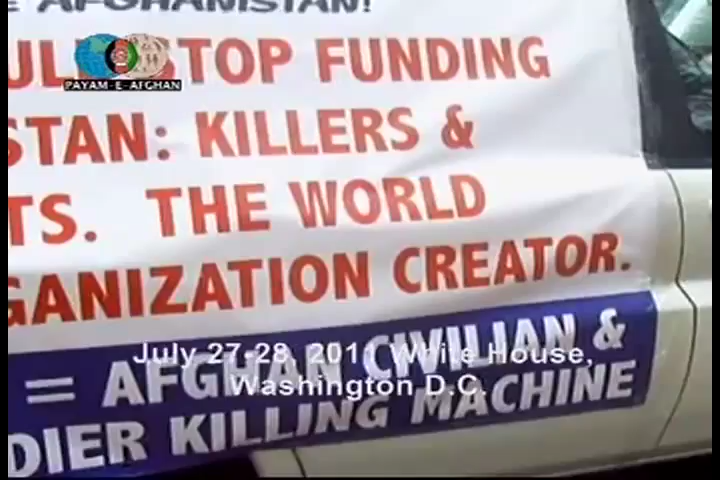 AFGHANISTAN!
STOP FUNDING
STAN: KILLERS &
TS. THE WORLD
GANIZATION CREATOR.
= AFGHAN CIVILIAN &
DIER KILLING MACHINE
PAYAM-E-AFGHAN
July 27-28, 2011 White House,
Washington D.C.